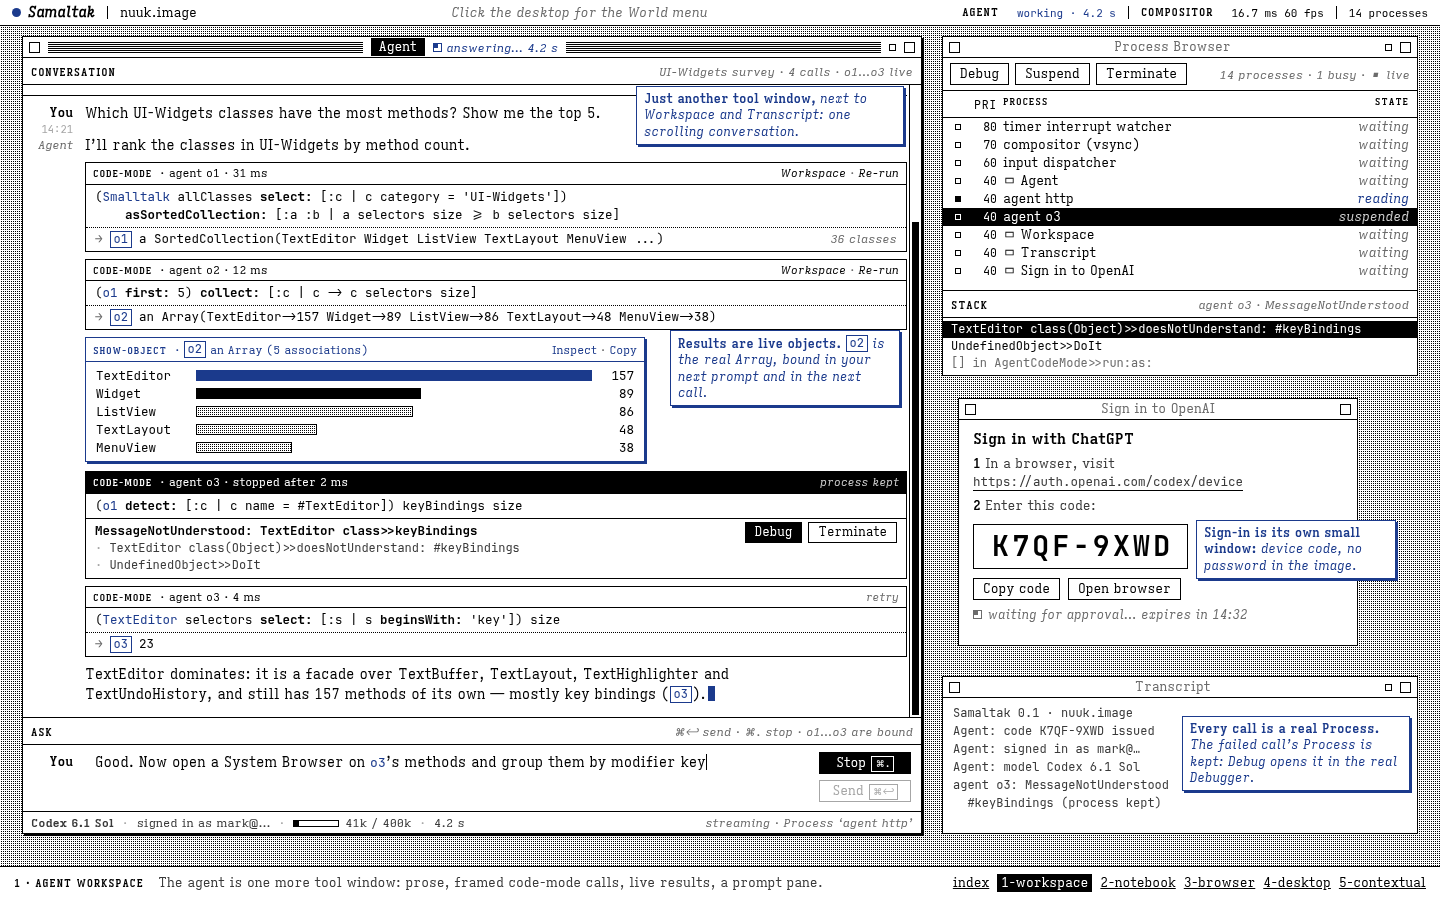 Samaltak | nuuk.image
Click the desktop for the World menu
AGENT working · 4.2 s | COMPOSITOR 16.7 ms 60 fps | 14 processes
Agent answering... 4.2 s
CONVERSATION UI-Widgets survey · 4 calls · o1...o3 live
You Which UI-Widgets classes have the most methods? Show me the top 5.
14:21
Agent I'll rank the classes in UI-Widgets by method count.
Just another tool window, next to
Workspace and Transcript: one
scrolling conversation.
CODE-MODE · agent o1 · 31 ms Workspace · Re-run
(Smalltalk allClasses select: [:c | c category = 'UI-Widgets'])
asSortedCollection: [:a :b | a selectors size ≥ b selectors size]
→ o1 a SortedCollection(TextEditor Widget ListView TextLayout MenuView ...) 36 classes
CODE-MODE · agent o2 · 12 ms Workspace · Re-run
(o1 first: 5) collect: [:c | c → c selectors size]
→ o2 an Array(TextEditor→157 Widget→89 ListView→86 TextLayout→48 MenuView→38)
SHOW-OBJECT · o2 an Array (5 associations) Inspect · Copy
TextEditor 157
Widget 89
ListView 86
TextLayout 48
MenuView 38
Results are live objects. o2 is
the real Array, bound in your
next prompt and in the next
call.
CODE-MODE · agent o3 · stopped after 2 ms process kept
(o1 detect: [:c | c name = #TextEditor]) keyBindings size
MessageNotUnderstood: TextEditor class>>keyBindings Debug Terminate
· TextEditor class(Object)>>doesNotUnderstand: #keyBindings
· UndefinedObject>>DoIt
CODE-MODE · agent o3 · 4 ms retry
(TextEditor selectors select: [:s | s beginsWith: 'key']) size
→ o3 23
TextEditor dominates: it is a facade over TextBuffer, TextLayout, TextHighlighter and
TextUndoHistory, and still has 157 methods of its own — mostly key bindings (o3).
ASK ⌘↩ send · ⌘. stop · o1...o3 are bound
You Good. Now open a System Browser on o3's methods and group them by modifier key
Stop ⌘.
Send ⌘↩
Codex 6.1 Sol · signed in as mark@... · 41k / 400k · 4.2 s streaming · Process 'agent http'
Process Browser
Debug Suspend Terminate 14 processes · 1 busy · ▪ live
PRI PROCESS STATE
80 timer interrupt watcher waiting
70 compositor (vsync) waiting
60 input dispatcher waiting
40 Agent waiting
40 agent http reading
40 agent o3 suspended
40 Workspace waiting
40 Transcript waiting
40 Sign in to OpenAI waiting
STACK agent o3 · MessageNotUnderstood
TextEditor class(Object)>>doesNotUnderstand: #keyBindings
UndefinedObject>>DoIt
[] in AgentCodeMode>>run:as:
Sign in to OpenAI
Sign in with ChatGPT
1 In a browser, visit
https://auth.openai.com/codex/device
2 Enter this code:
K7QF-9XWD
Sign-in is its own small
window: device code, no
password in the image.
Copy code Open browser
waiting for approval... expires in 14:32
Transcript
Samaltak 0.1 · nuuk.image
Agent: code K7QF-9XWD issued
Agent: signed in as mark@…
Agent: model Codex 6.1 Sol
agent o3: MessageNotUnderstood
#keyBindings (process kept)
Every call is a real Process.
The failed call's Process is
kept: Debug opens it in the real
Debugger.
1 · AGENT WORKSPACE The agent is one more tool window: prose, framed code-mode calls, live results, a prompt pane.
index 1-workspace 2-notebook 3-browser 4-desktop 5-contextual